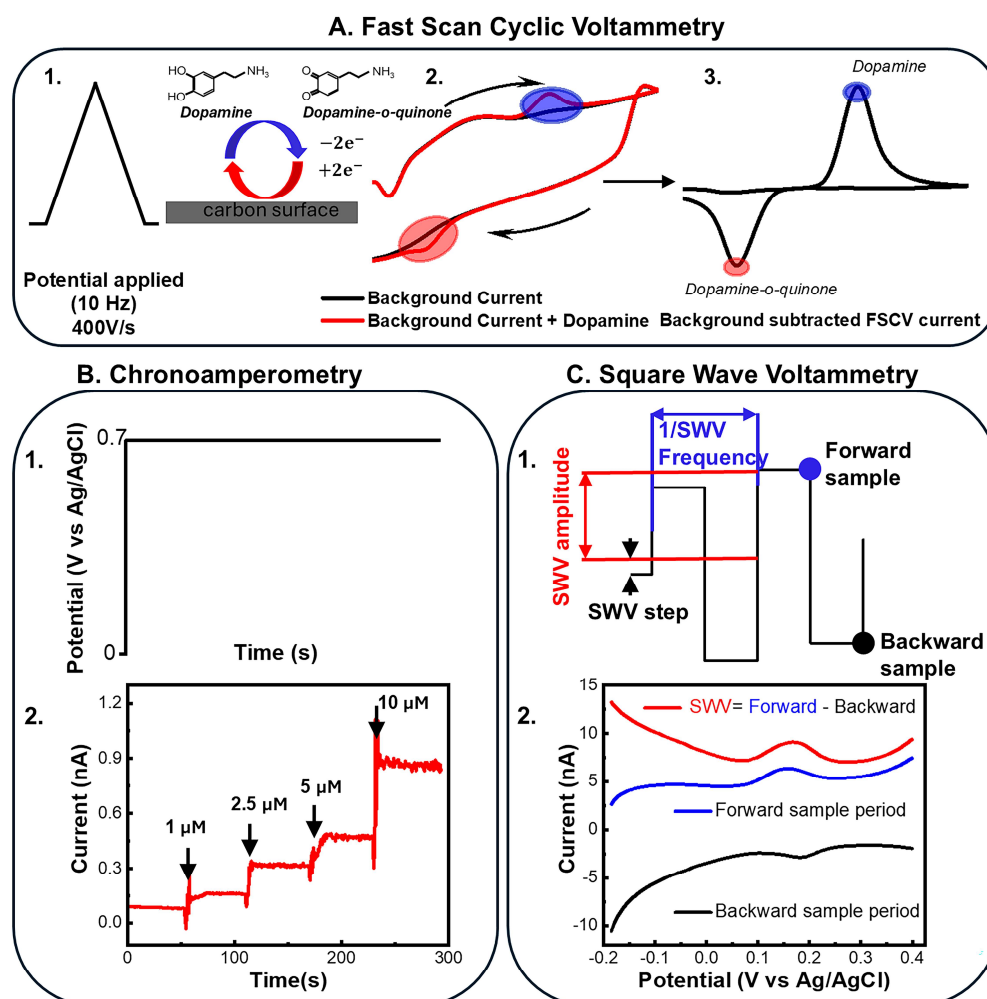 A. Fast Scan Cyclic Voltammetry
1.
HO
HO
NH₃
Dopamine
O
O
NH₃
Dopamine-o-quinone
−2e⁻
+2e⁻
carbon surface
Potential applied
(10 Hz)
400V/s
2.
Background Current
Background Current + Dopamine
3.
Dopamine
Dopamine-o-quinone
Background subtracted FSCV current
B. Chronoamperometry
1.
Potential (V vs Ag/AgCl)
0.7
0
Time (s)
2.
Current (nA)
1.2
0.9
0.6
0.3
0.0
1 µM
2.5 µM
5 µM
10 µM
0 100 200 300
Time(s)
C. Square Wave Voltammetry
1.
1/SWV
Frequency
SWV amplitude
SWV step
Forward
sample
Backward
sample
2.
Current (nA)
15
10
5
0
-5
-10
SWV= Forward - Backward
Forward sample period
Backward sample period
-0.2 -0.1 0.0 0.1 0.2 0.3 0.4
Potential (V vs Ag/AgCl)